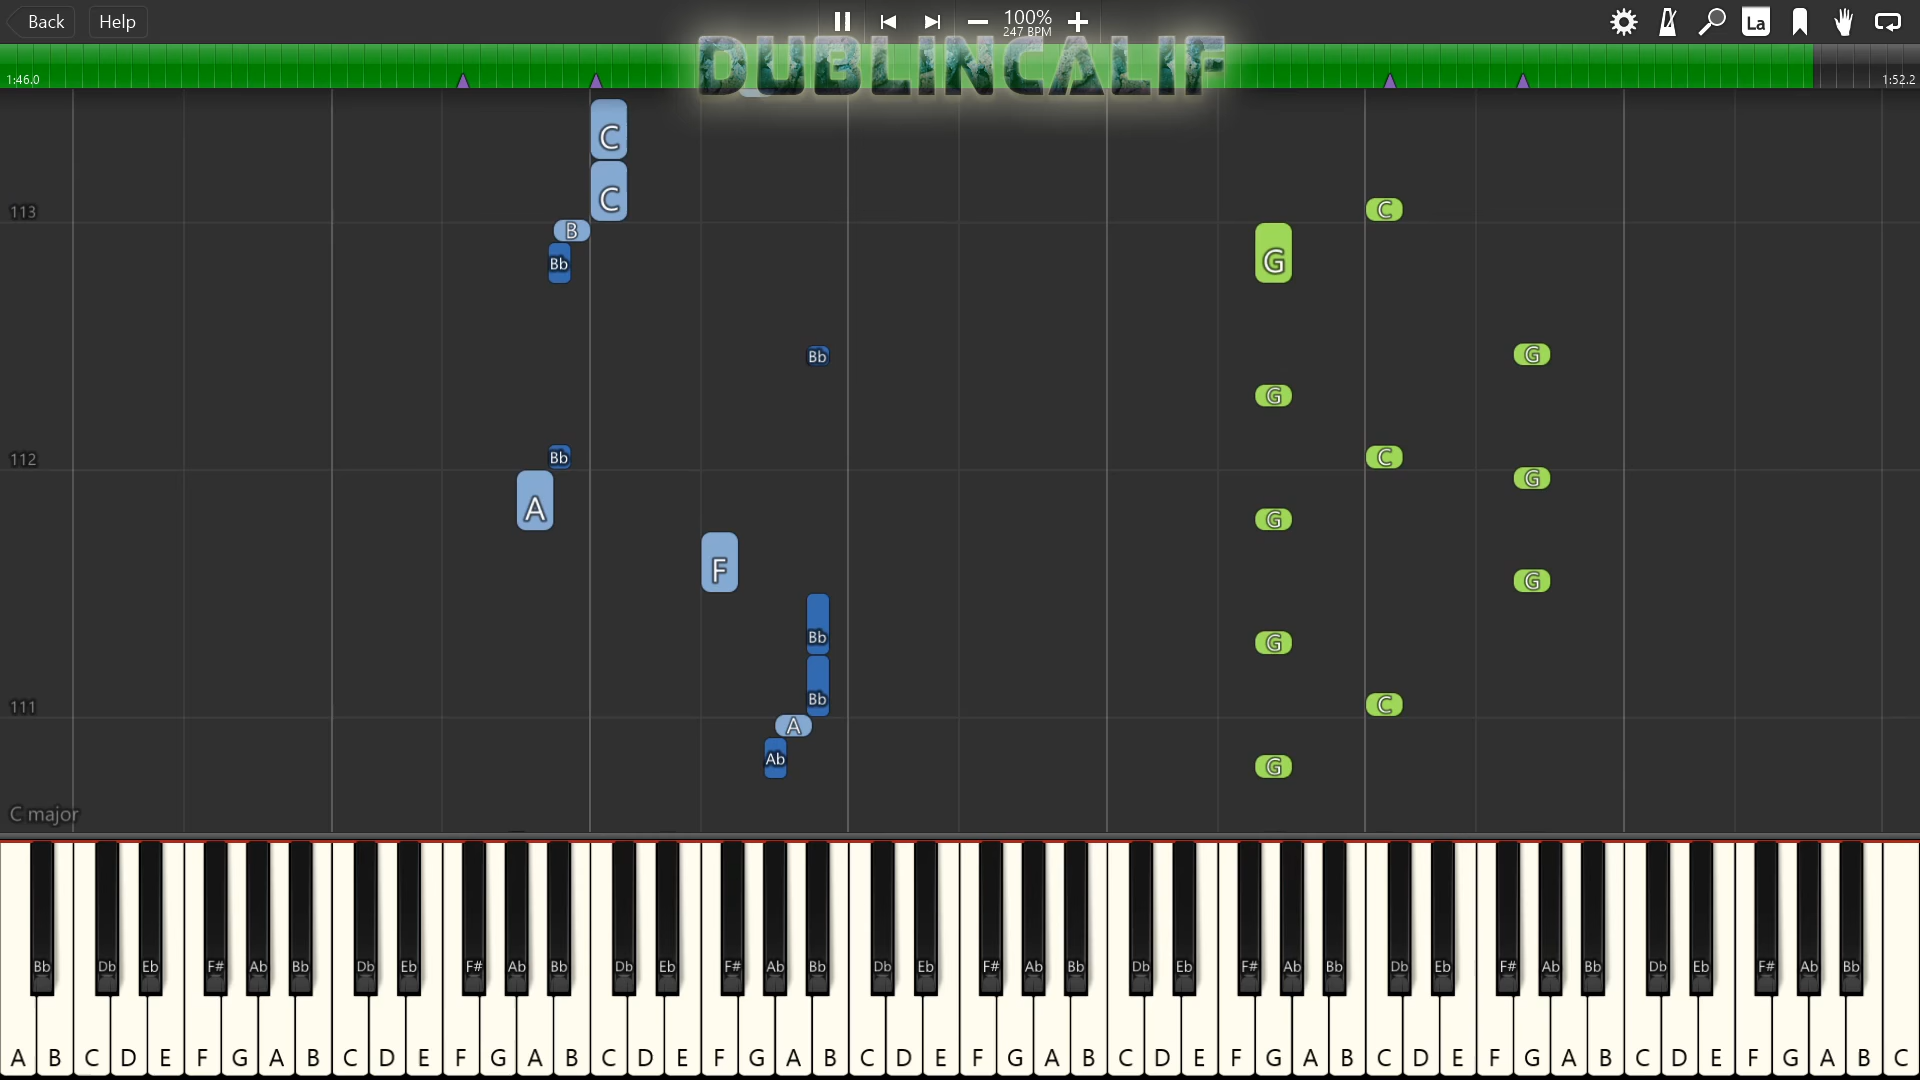 Back Help 100%
247 BPM La
DUBLINCALIF
1:46.0 1:52.2
C
C
113 C
B
Bb G
Bb G
G
112 Bb C
G
A G
F G
Bb G
Bb
111 C
A
Ab G
C major
Bb Db Eb F# Ab Bb Db Eb F# Ab Bb Db Eb F# Ab Bb Db Eb F# Ab Bb Db Eb F# Ab Bb Db Eb F# Ab Bb Db Eb F# Ab Bb
A B C D E F G A B C D E F G A B C D E F G A B C D E F G A B C D E F G A B C D E F G A B C D E F G A B C